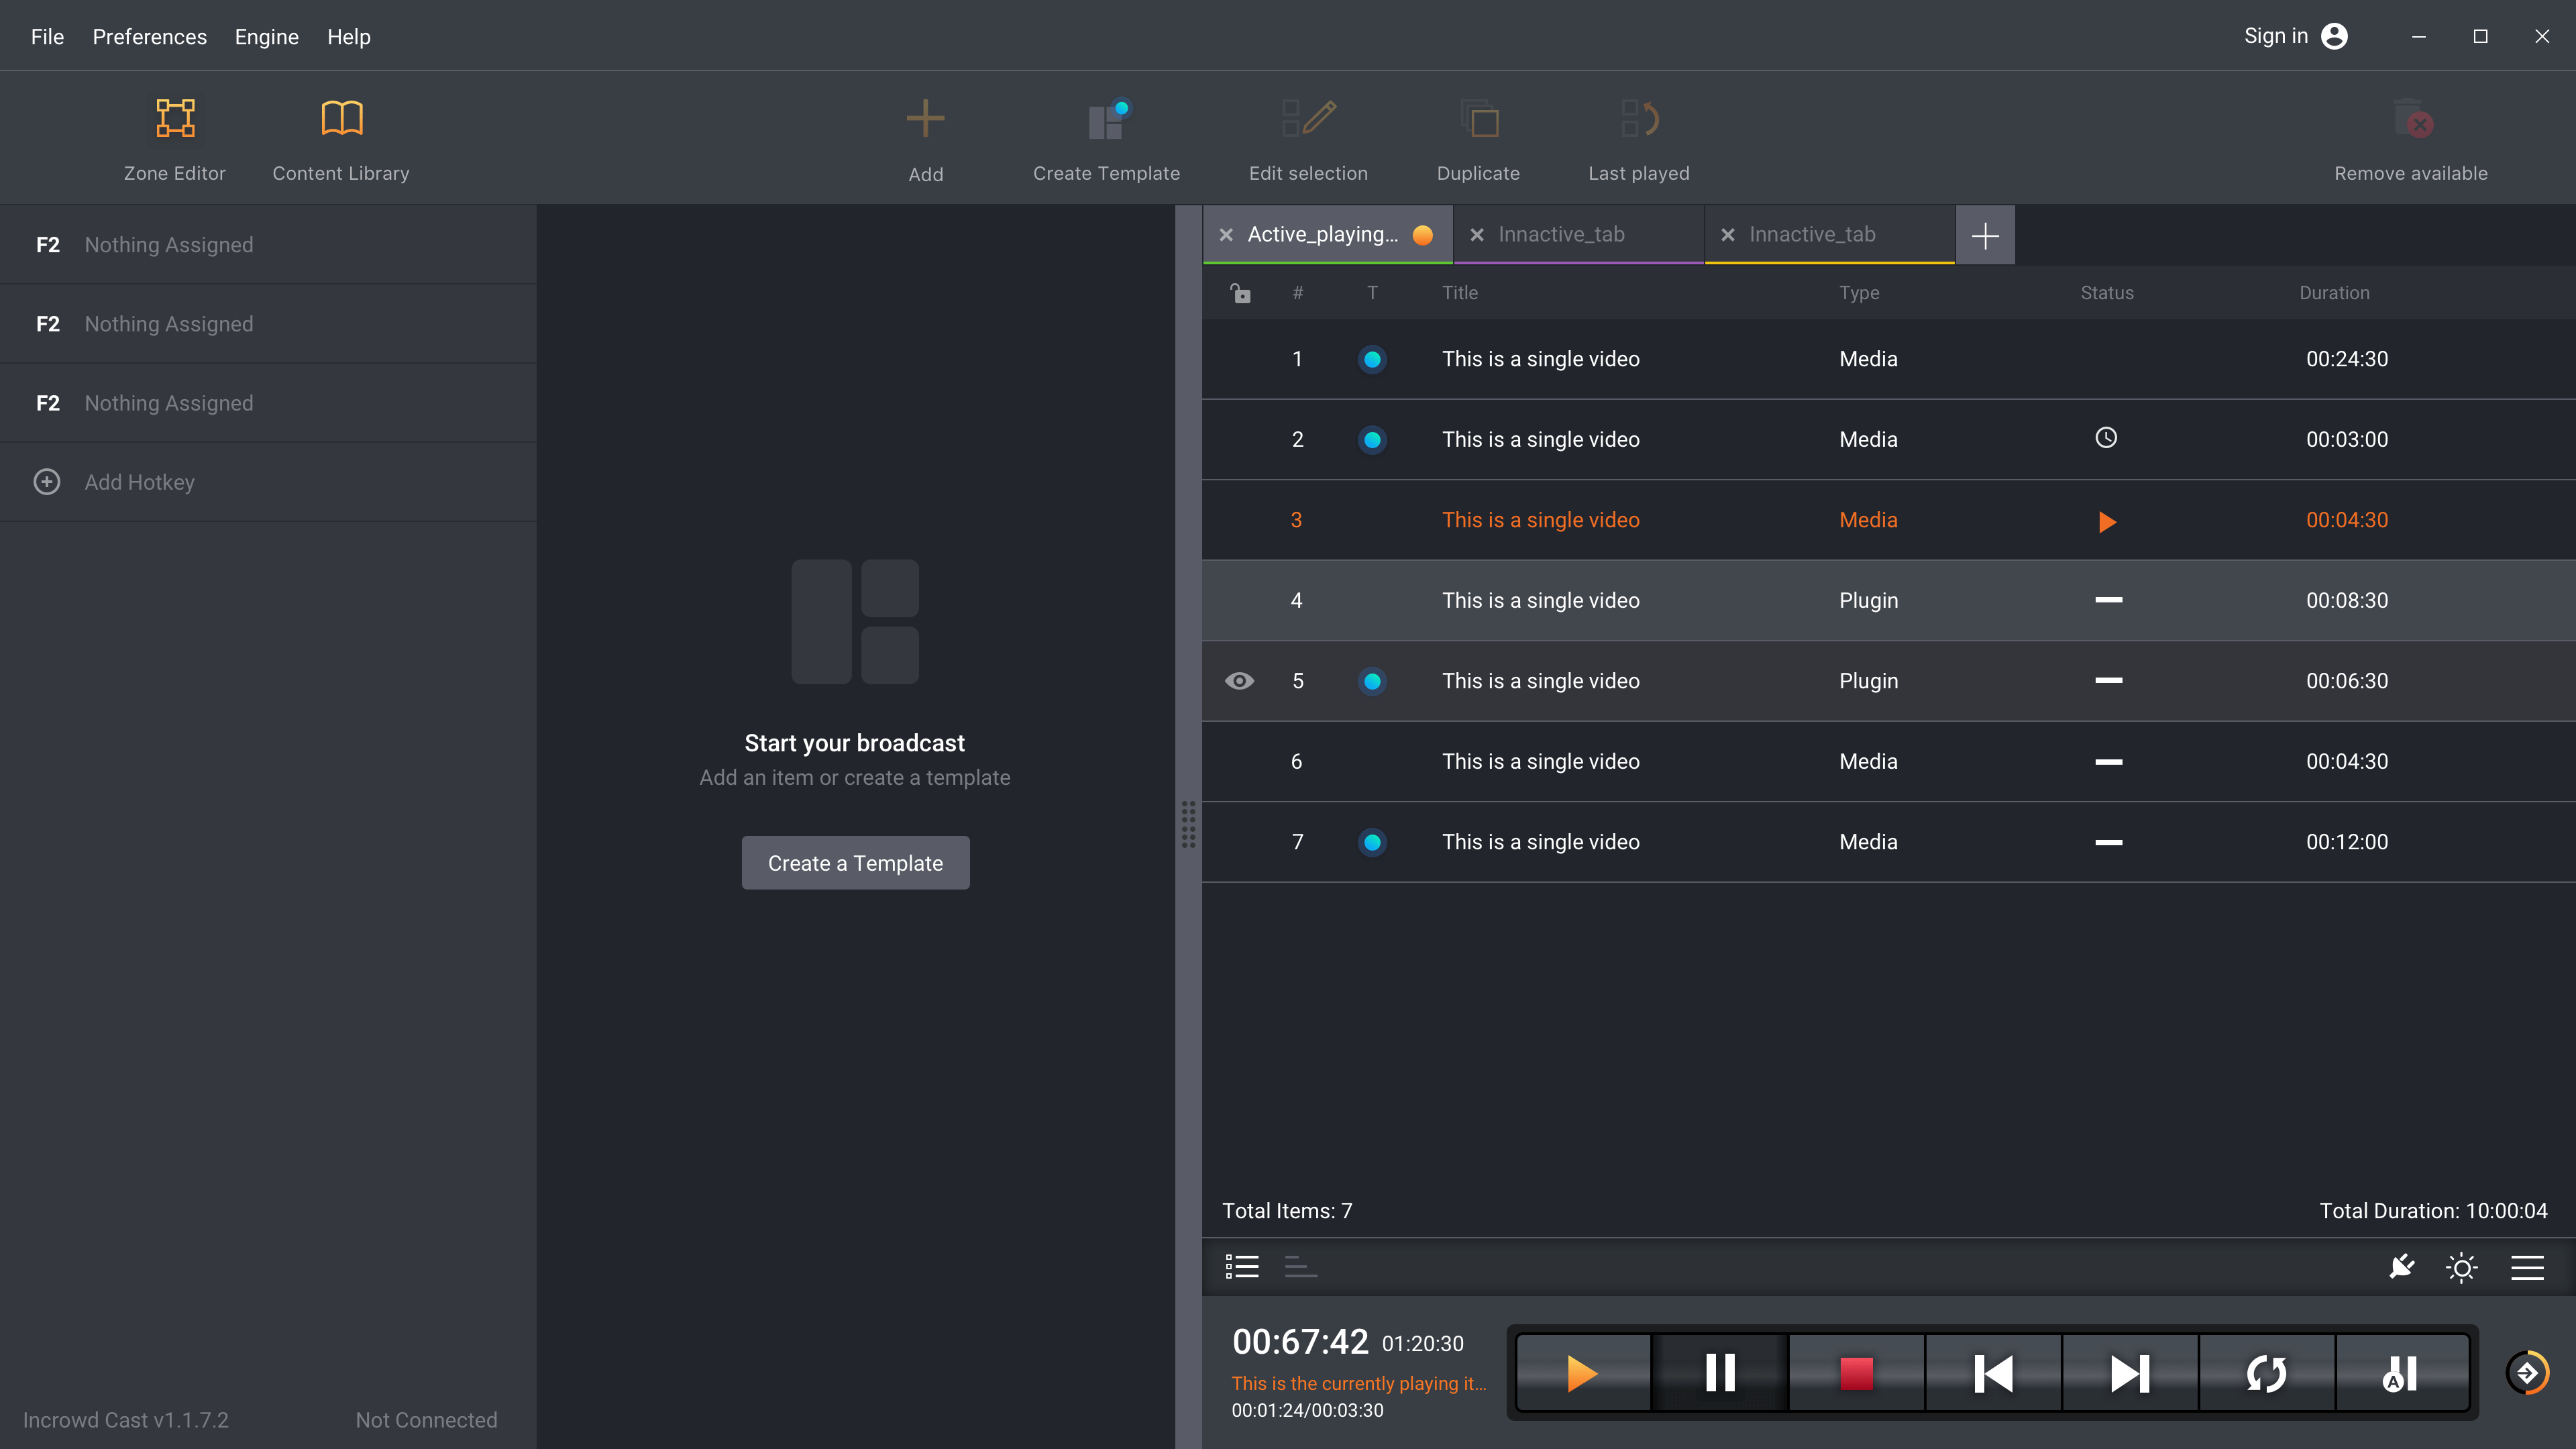 File Preferences Engine Help Sign in
Zone Editor Content Library Add Create Template Edit selection Duplicate Last played Remove available
F2 Nothing Assigned
F2 Nothing Assigned
F2 Nothing Assigned
Add Hotkey
Start your broadcast
Add an item or create a template
Create a Template
Active_playing... Innactive_tab Innactive_tab
# T Title Type Status Duration
1 This is a single video Media 00:24:30
2 This is a single video Media 00:03:00
3 This is a single video Media 00:04:30
4 This is a single video Plugin 00:08:30
5 This is a single video Plugin 00:06:30
6 This is a single video Media 00:04:30
7 This is a single video Media 00:12:00
Total Items: 7 Total Duration: 10:00:04
00:67:42 01:20:30
This is the currently playing it...
00:01:24/00:03:30
A
Incrowd Cast v1.1.7.2 Not Connected